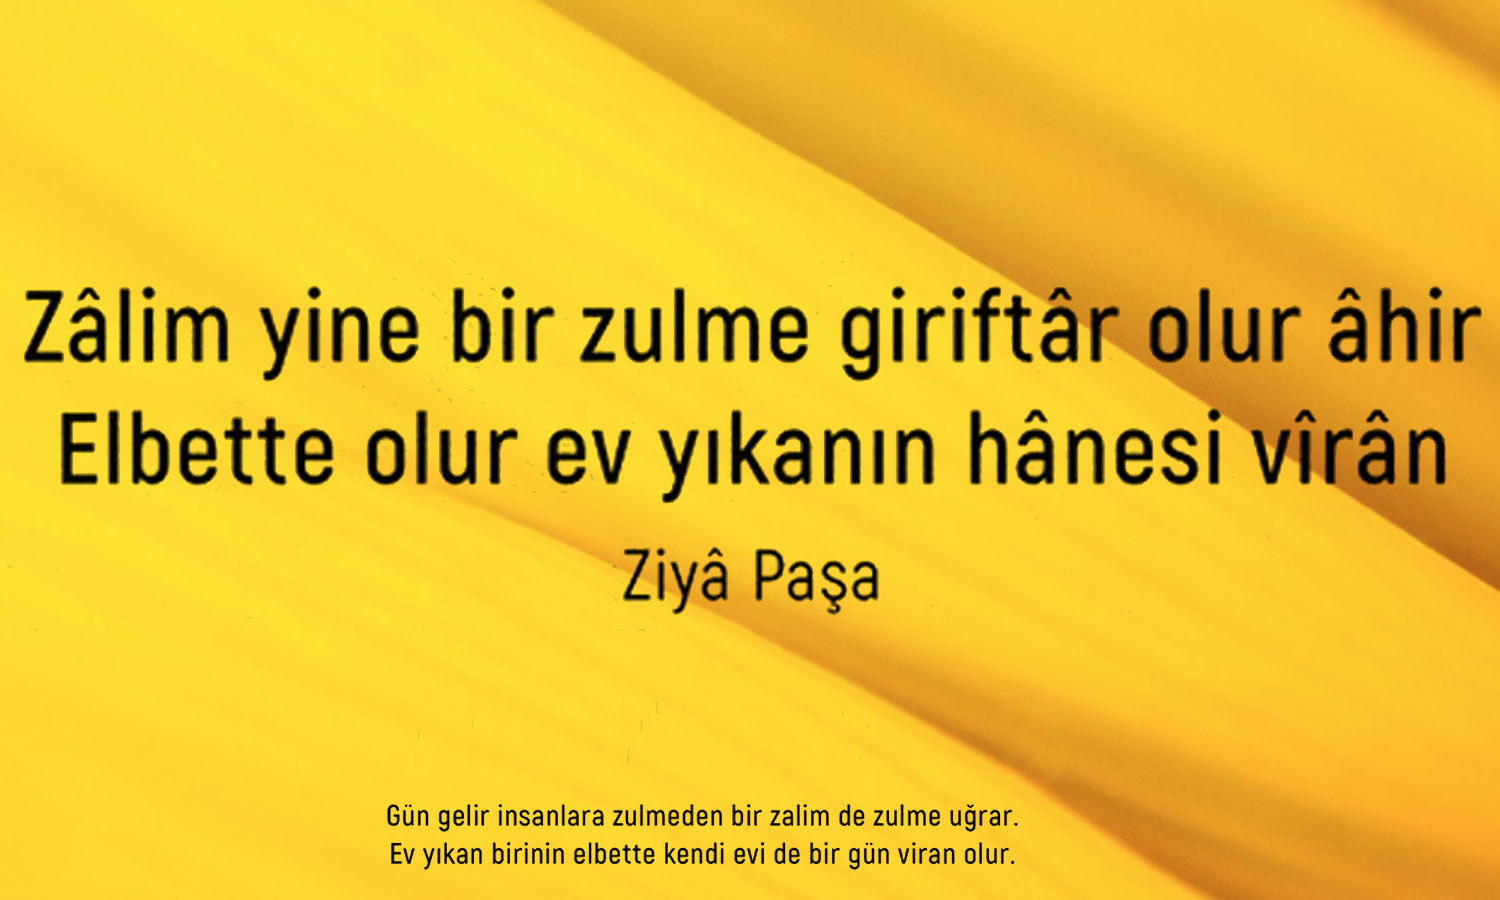 Zâlim yine bir zulme giriftâr olur âhir
Elbette olur ev yıkanın hânesi vîrân
Ziyâ Paşa
Gün gelir insanlara zulmeden bir zalim de zulme uğrar.
Ev yıkan birinin elbette kendi evi de bir gün viran olur.